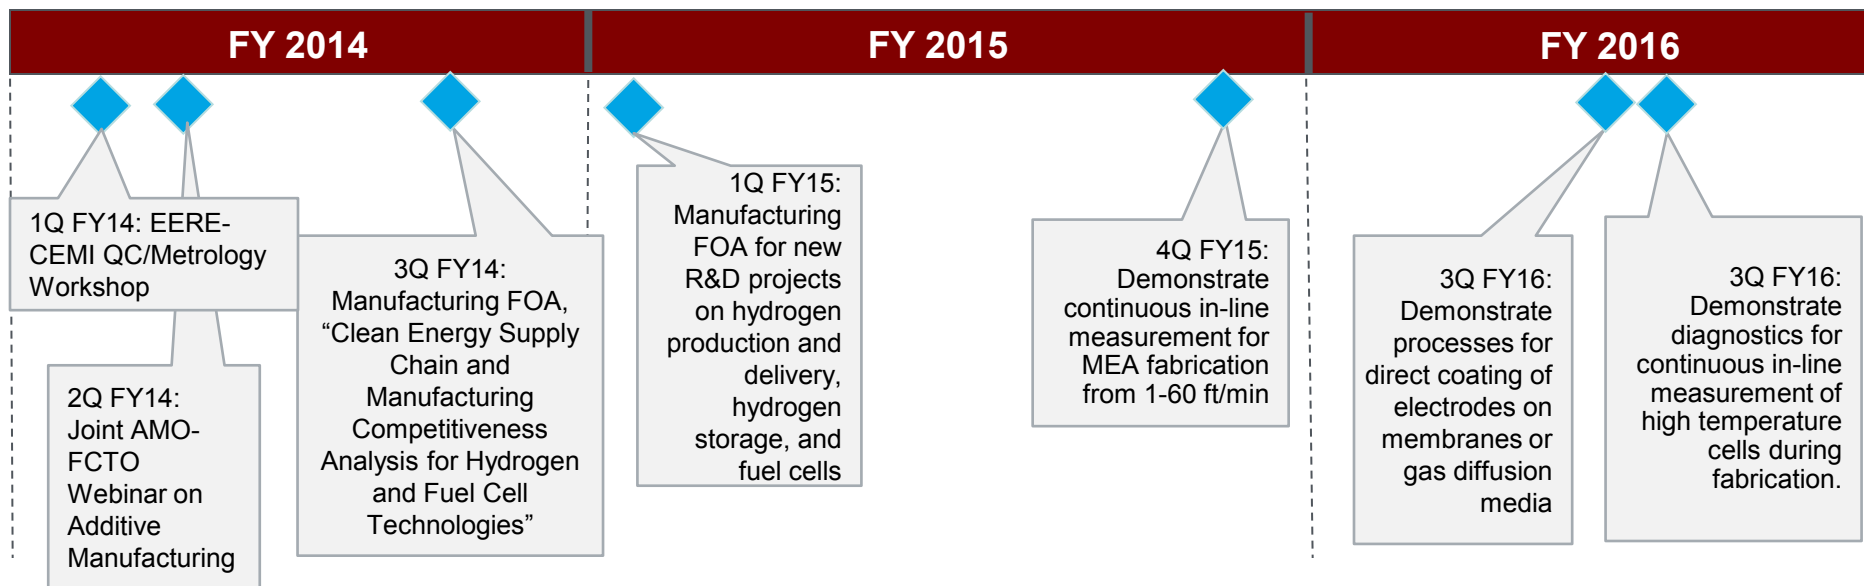 FY 2014
FY 2015
FY 2016
1Q FY14: EERE-
CEMI QC/Metrology
Workshop
2Q FY14:
Joint AMO-
FCTO
Webinar on
Additive
Manufacturing
3Q FY14:
Manufacturing FOA,
“Clean Energy Supply
Chain and
Manufacturing
Competitiveness
Analysis for Hydrogen
and Fuel Cell
Technologies”
1Q FY15:
Manufacturing
FOA for new
R&D projects
on hydrogen
production and
delivery,
hydrogen
storage, and
fuel cells
4Q FY15:
Demonstrate
continuous in-line
measurement for
MEA fabrication
from 1-60 ft/min
3Q FY16:
Demonstrate
processes for
direct coating of
electrodes on
membranes or
gas diffusion
media
3Q FY16:
Demonstrate
diagnostics for
continuous in-line
measurement of
high temperature
cells during
fabrication.